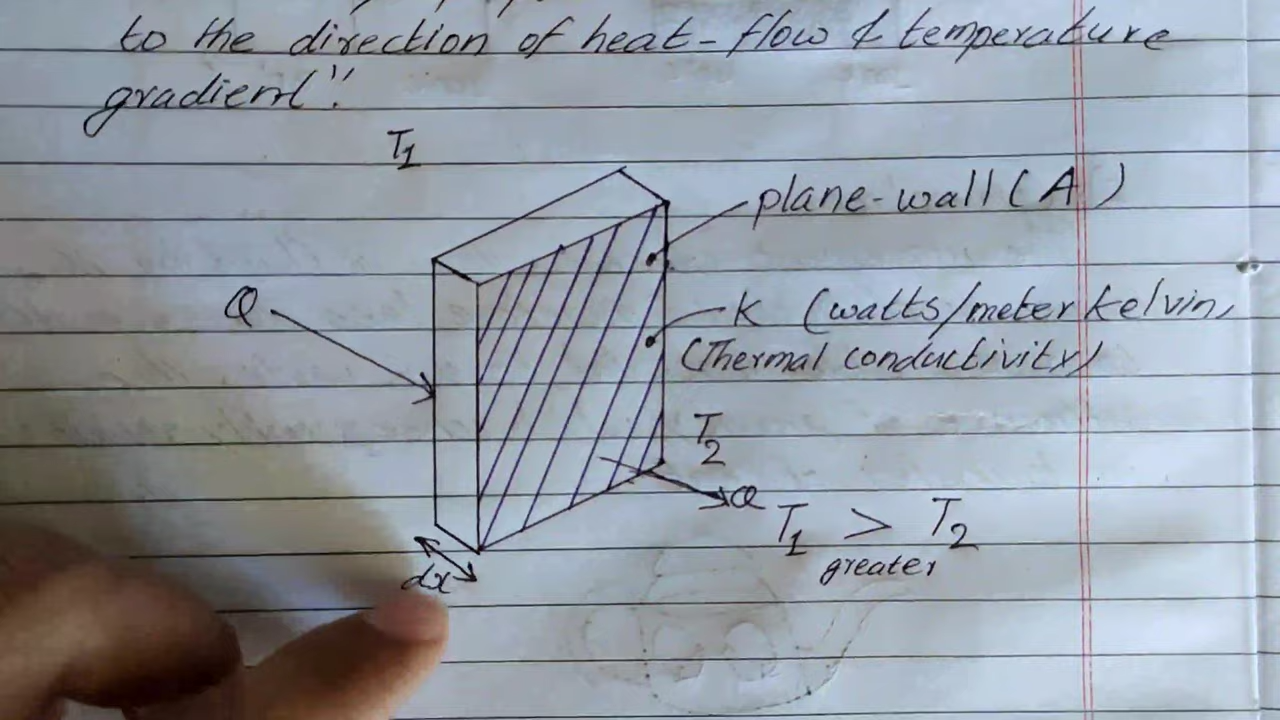 to the direction of heat-flow & temperature
gradient".
T1
plane-wall (A)
Q
K (watts/meter kelvin,
(Thermal conductivity)
T2
Q
T1 > T2
greater
dx